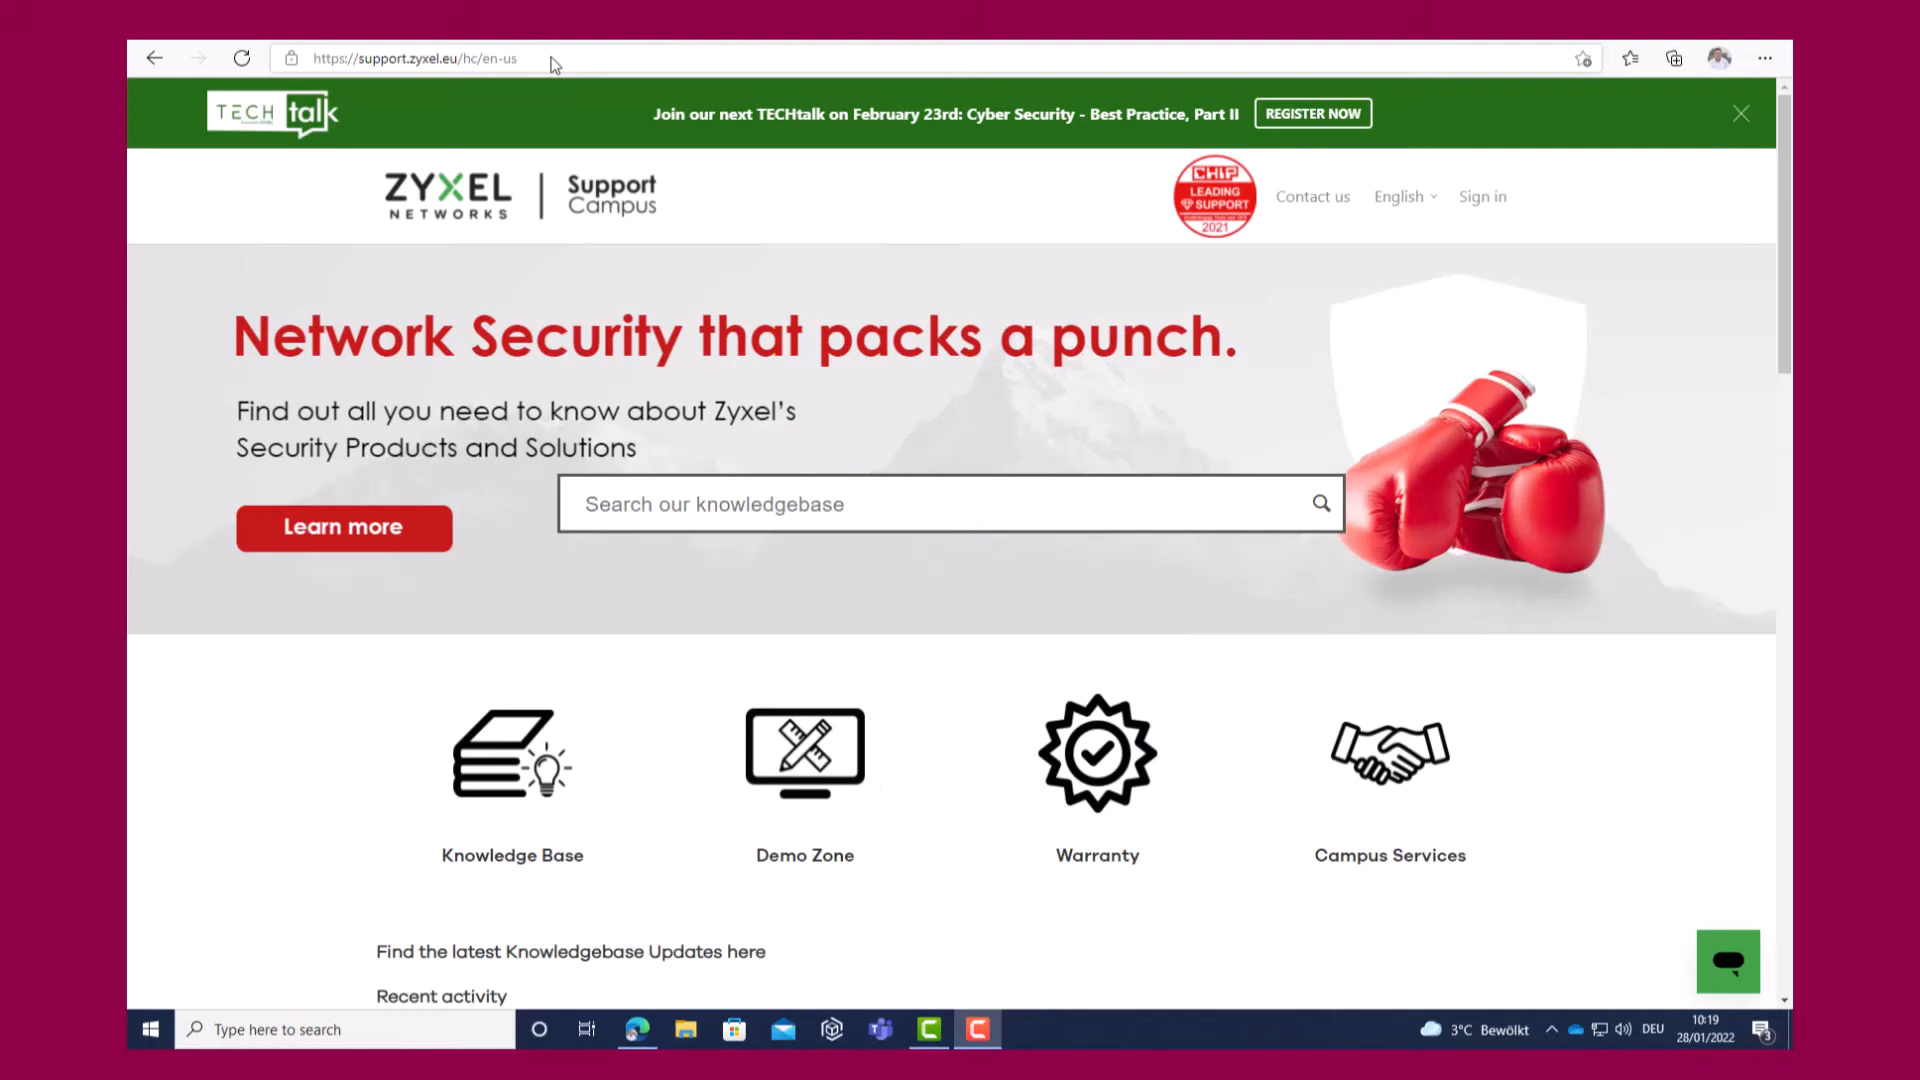 https://support.zyxel.eu/hc/en-us
TECH talk
Join our next TECHtalk on February 23rd: Cyber Security - Best Practice, Part II
REGISTER NOW
ZYXEL
NETWORKS
Support
Campus
CHIP
LEADING
SUPPORT
2021
Contact us
English
Sign in
Network Security that packs a punch.
Find out all you need to know about Zyxel's
Security Products and Solutions
Search our knowledgebase
Learn more
Knowledge Base
Demo Zone
Warranty
Campus Services
Find the latest Knowledgebase Updates here
Recent activity
Type here to search
3°C Bewölkt
DEU
10:19
28/01/2022
3